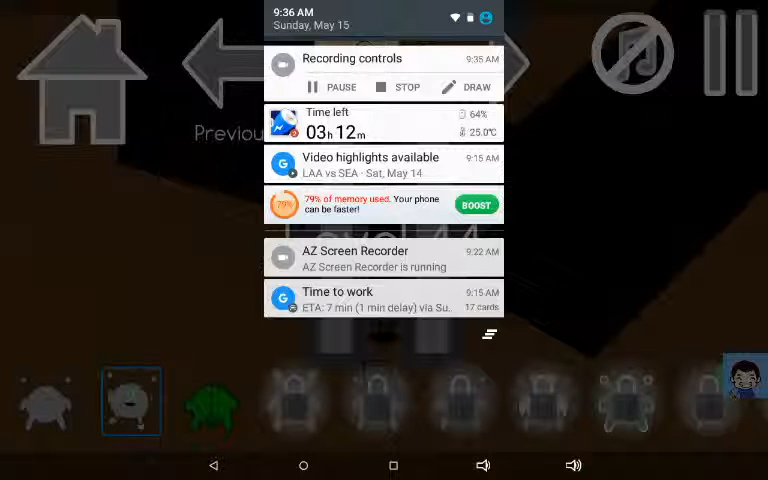 9:36 AM
Sunday, May 15
Recording controls
9:35 AM
PAUSE
STOP
DRAW
Time left
03h 12m
64%
25.0℃
Video highlights available
9:15 AM
LAA vs SEA · Sat, May 14
79%
79% of memory used. Your phone
can be faster!
BOOST
AZ Screen Recorder
9:22 AM
AZ Screen Recorder is running
Time to work
9:15 AM
ETA: 7 min (1 min delay) via Su..
17 cards
Previou